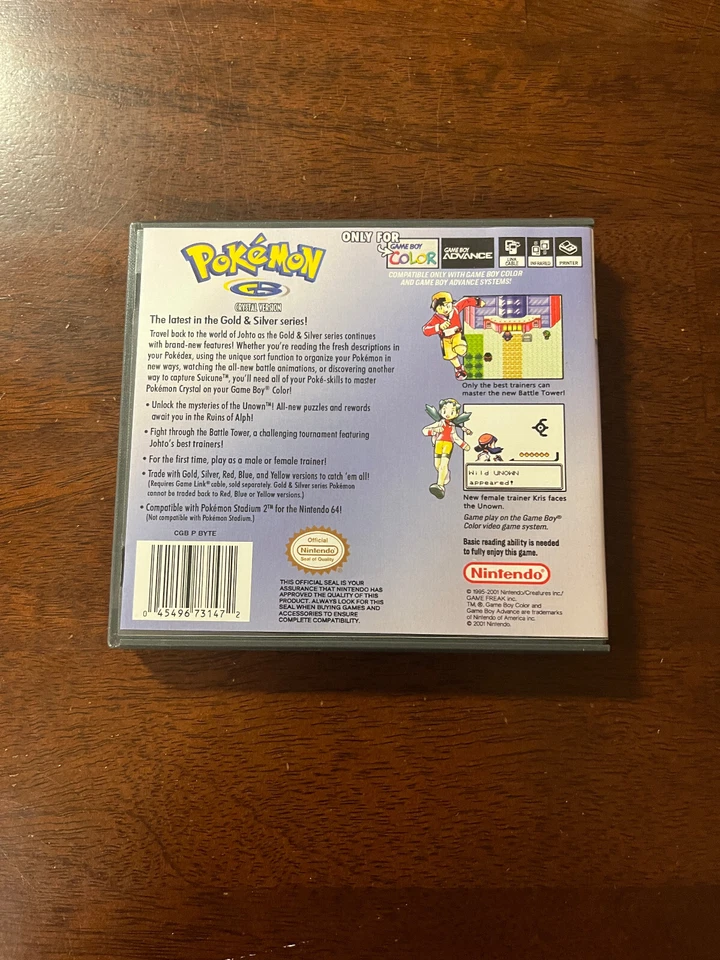 POKéMON
CRYSTAL VERSION
ONLY FOR
GAME BOY
COLOR
GAME BOY
ADVANCE
LINK
CABLE
INFRARED
PRINTER
COMPATIBLE ONLY WITH GAME BOY COLOR
AND GAME BOY ADVANCE SYSTEMS!
The latest in the Gold & Silver series!
Travel back to the world of Johto as the Gold & Silver series continues
with brand-new features! Whether you're reading the fresh descriptions in
your Pokédex, using the unique sort function to organize your Pokémon in
new ways, watching the all-new battle animations, or discovering another
way to capture Suicune™, you'll need all of your Poké-skills to master
Pokémon Crystal on your Game Boy® Color!
• Unlock the mysteries of the Unown™! All-new puzzles and rewards
await you in the Ruins of Alph!
• Fight through the Battle Tower, a challenging tournament featuring
Johto's best trainers!
• For the first time, play as a male or female trainer!
• Trade with Gold, Silver, Red, Blue, and Yellow versions to catch 'em all!
(Requires Game Link® cable, sold separately. Gold & Silver series Pokémon
cannot be traded back to Red, Blue or Yellow versions.)
• Compatible with Pokémon Stadium 2™ for the Nintendo 64!
(Not compatible with Pokémon Stadium.)
CGB P BYTE
0 45496 73147 2
Official
Nintendo
Seal of Quality
THIS OFFICIAL SEAL IS YOUR
ASSURANCE THAT NINTENDO HAS
APPROVED THE QUALITY OF THIS
PRODUCT. ALWAYS LOOK FOR THIS
SEAL WHEN BUYING GAMES AND
ACCESSORIES TO ENSURE
COMPLETE COMPATIBILITY.
Only the best trainers can
master the new Battle Tower!
Wild UNOWN
appeared!
New female trainer Kris faces
the Unown.
Game play on the Game Boy®
Color video game system.
Basic reading ability is needed
to fully enjoy this game.
Nintendo®
© 1995-2001 Nintendo/Creatures inc./
GAME FREAK inc.
TM, ®, Game Boy Color and
Game Boy Advance are trademarks
of Nintendo of America inc.
© 2001 Nintendo.